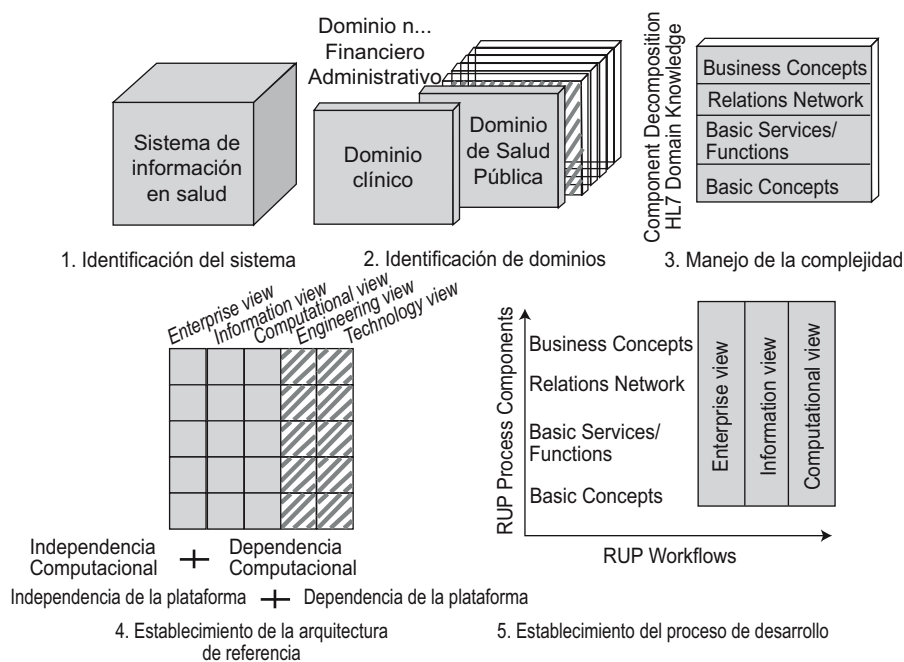 Sistema de
información
en salud
1. Identificación del sistema
Dominio n...
Financiero
Administrativo
Dominio
clínico
Dominio
de Salud
Pública
2. Identificación de dominios
Component Decomposition
HL7 Domain Knowledge
Business Concepts
Relations Network
Basic Services/
Functions
Basic Concepts
3. Manejo de la complejidad
Enterprise view
Information view
Computational view
Engineering view
Technology view
Independencia
Computacional
+
Dependencia
Computacional
Independencia de la plataforma + Dependencia de la plataforma
4. Establecimiento de la arquitectura
de referencia
RUP Process Components
Business Concepts
Relations Network
Basic Services/
Functions
Basic Concepts
Enterprise view
Information view
Computational view
RUP Workflows
5. Establecimiento del proceso de desarrollo